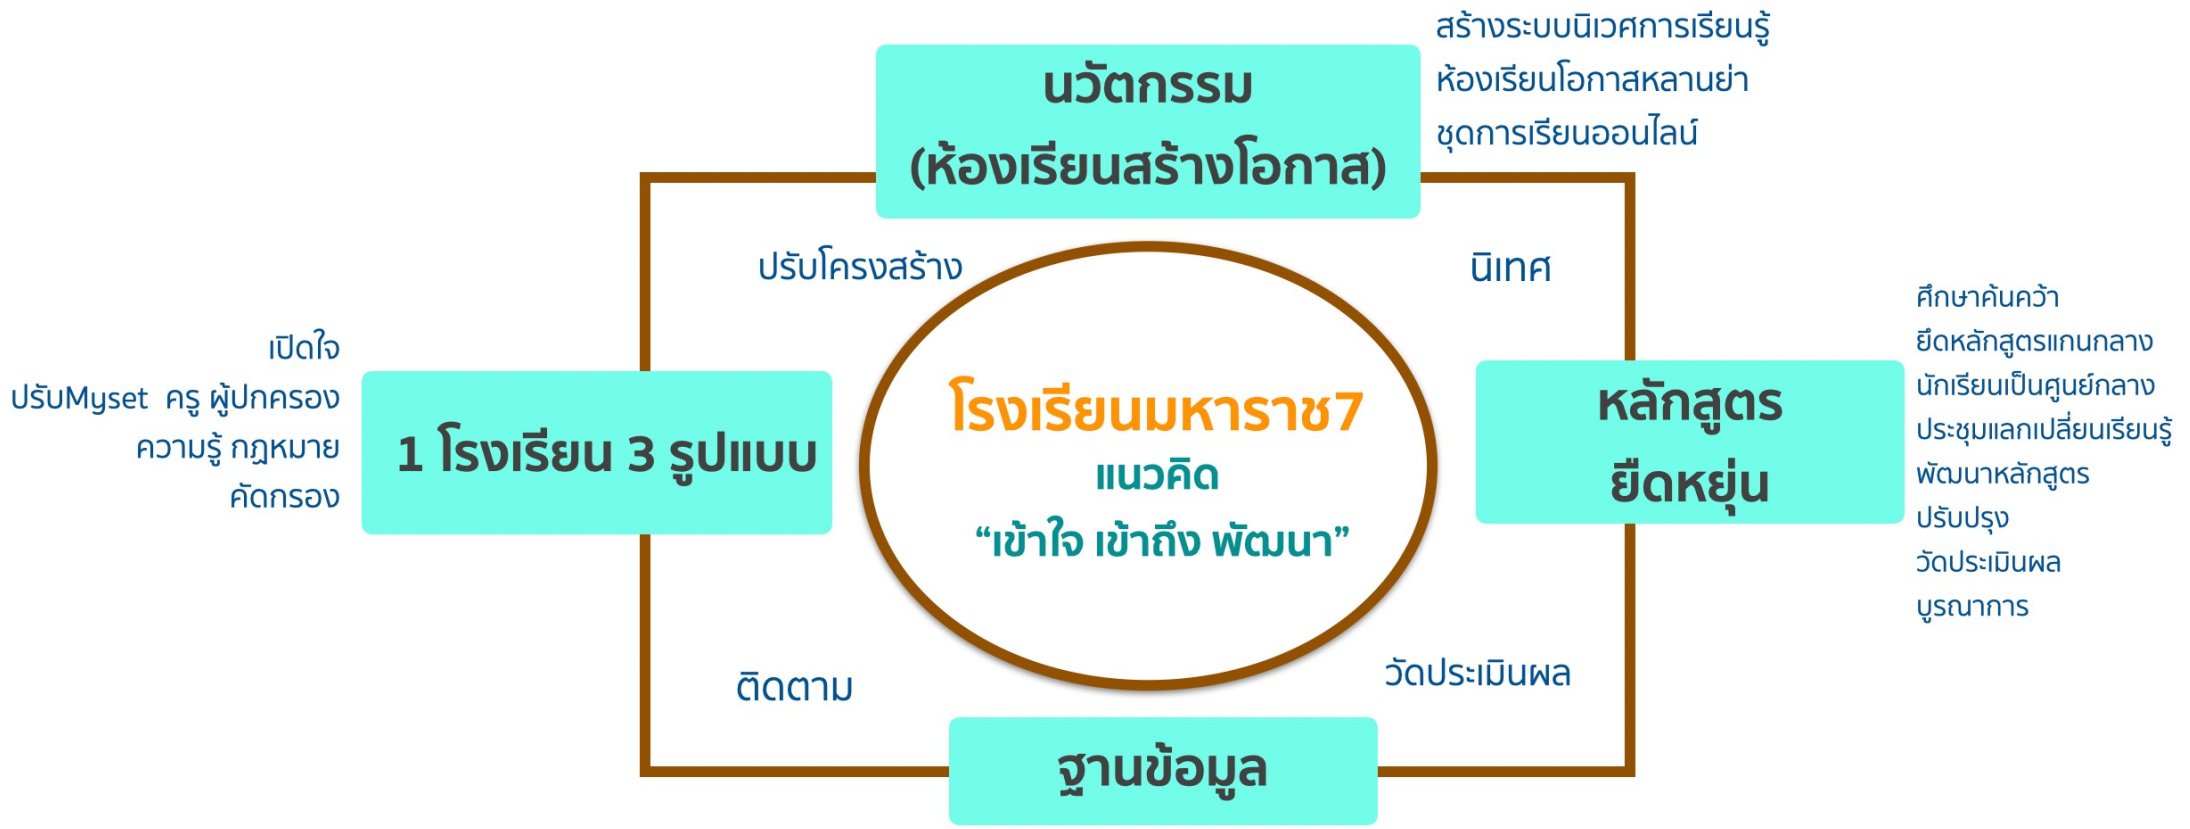 สร้างระบบนิเวศการเรียนรู้
ห้องเรียนโอกาสหลานย่า
ชุดการเรียนออนไลน์
นวัตกรรม
(ห้องเรียนสร้างโอกาส)
ปรับโครงสร้าง
นิเทศ
เปิดใจ
ปรับMyset ครู ผู้ปกครอง
ความรู้ กฎหมาย
คัดกรอง
1 โรงเรียน 3 รูปแบบ
โรงเรียนมหาราช7
แนวคิด
“เข้าใจ เข้าถึง พัฒนา”
หลักสูตร
ยืดหยุ่น
ศึกษาค้นคว้า
ยึดหลักสูตรแกนกลาง
นักเรียนเป็นศูนย์กลาง
ประชุมแลกเปลี่ยนเรียนรู้
พัฒนาหลักสูตร
ปรับปรุง
วัดประเมินผล
บูรณาการ
ติดตาม
วัดประเมินผล
ฐานข้อมูล